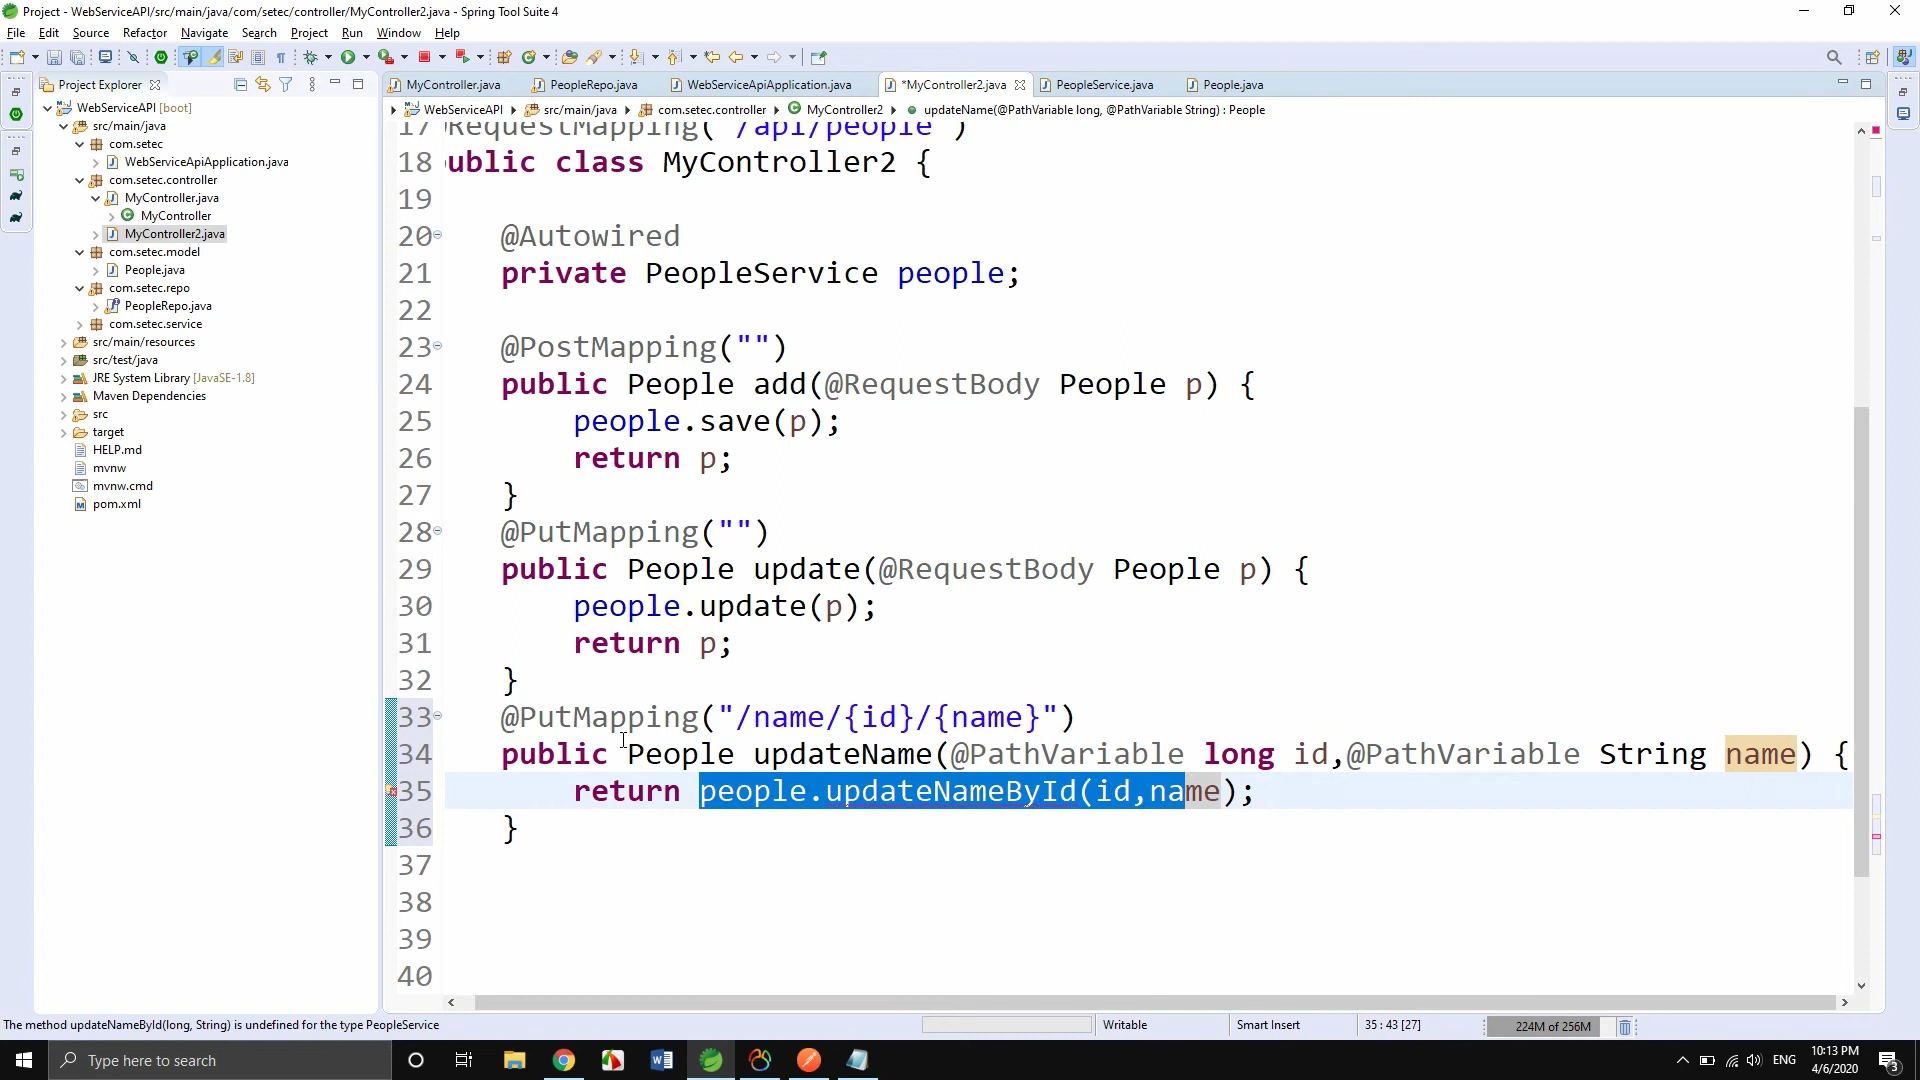 Project - WebServiceAPI/src/main/java/com/setec/controller/MyController2.java - Spring Tool Suite 4
File Edit Source Refactor Navigate Search Project Run Window Help
Project Explorer
MyController.java PeopleRepo.java WebServiceApiApplication.java *MyController2.java PeopleService.java People.java
WebServiceAPI src/main/java com.setec.controller MyController2 updateName(@PathVariable long, @PathVariable String) : People
WebServiceAPI [boot]
src/main/java
com.setec
WebServiceApiApplication.java
com.setec.controller
MyController.java
MyController
MyController2.java
com.setec.model
People.java
com.setec.repo
PeopleRepo.java
com.setec.service
src/main/resources
src/test/java
JRE System Library [JavaSE-1.8]
Maven Dependencies
src
target
HELP.md
mvnw
mvnw.cmd
pom.xml
17 RequestMapping("/api/people")
18 ublic class MyController2 {
19
20 @Autowired
21 private PeopleService people;
22
23 @PostMapping("")
24 public People add(@RequestBody People p) {
25 people.save(p);
26 return p;
27 }
28 @PutMapping("")
29 public People update(@RequestBody People p) {
30 people.update(p);
31 return p;
32 }
33 @PutMapping("/name/{id}/{name}")
34 public People updateName(@PathVariable long id,@PathVariable String name) {
35 return people.updateNameById(id,name);
36 }
37
38
39
40
The method updateNameById(long, String) is undefined for the type PeopleService
Writable Smart Insert 35 : 43 [27] 224M of 256M
Type here to search
ENG
10:13 PM
4/6/2020
3